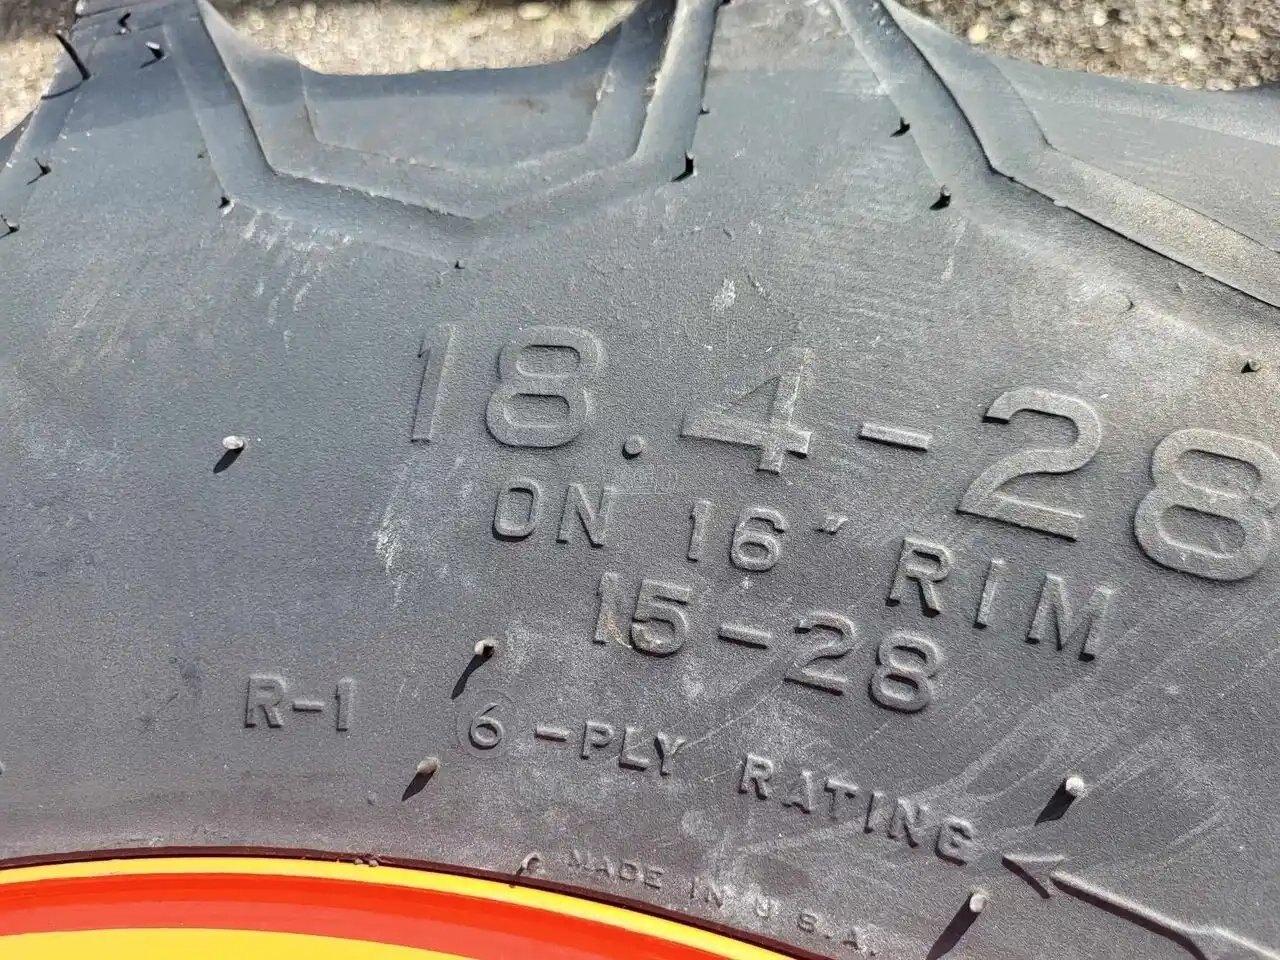 18.4-28
ON 16" RIM
15-28
R-1
6-PLY RATING
MADE IN U.S.A.